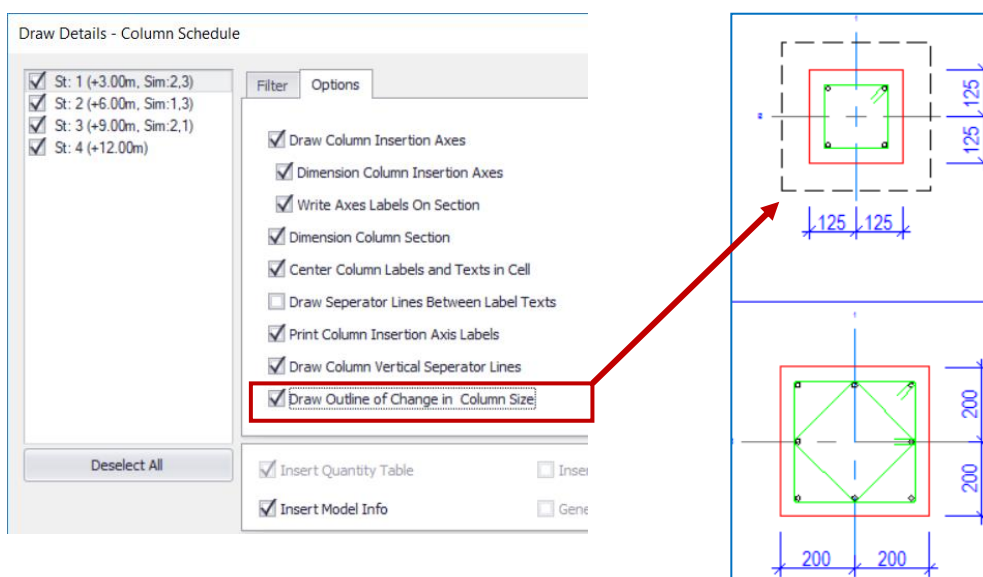 Draw Details - Column Schedule
St: 1 (+3.00m, Sim:2,3)
St: 2 (+6.00m, Sim:1,3)
St: 3 (+9.00m, Sim:2,1)
St: 4 (+12.00m)
Deselect All
Filter
Options
Draw Column Insertion Axes
Dimension Column Insertion Axes
Write Axes Labels On Section
Dimension Column Section
Center Column Labels and Texts in Cell
Draw Seperator Lines Between Label Texts
Print Column Insertion Axis Labels
Draw Column Vertical Seperator Lines
Draw Outline of Change in Column Size
Insert Quantity Table
Inser
Insert Model Info
Gene
125
125
125
125
200
200
200
200